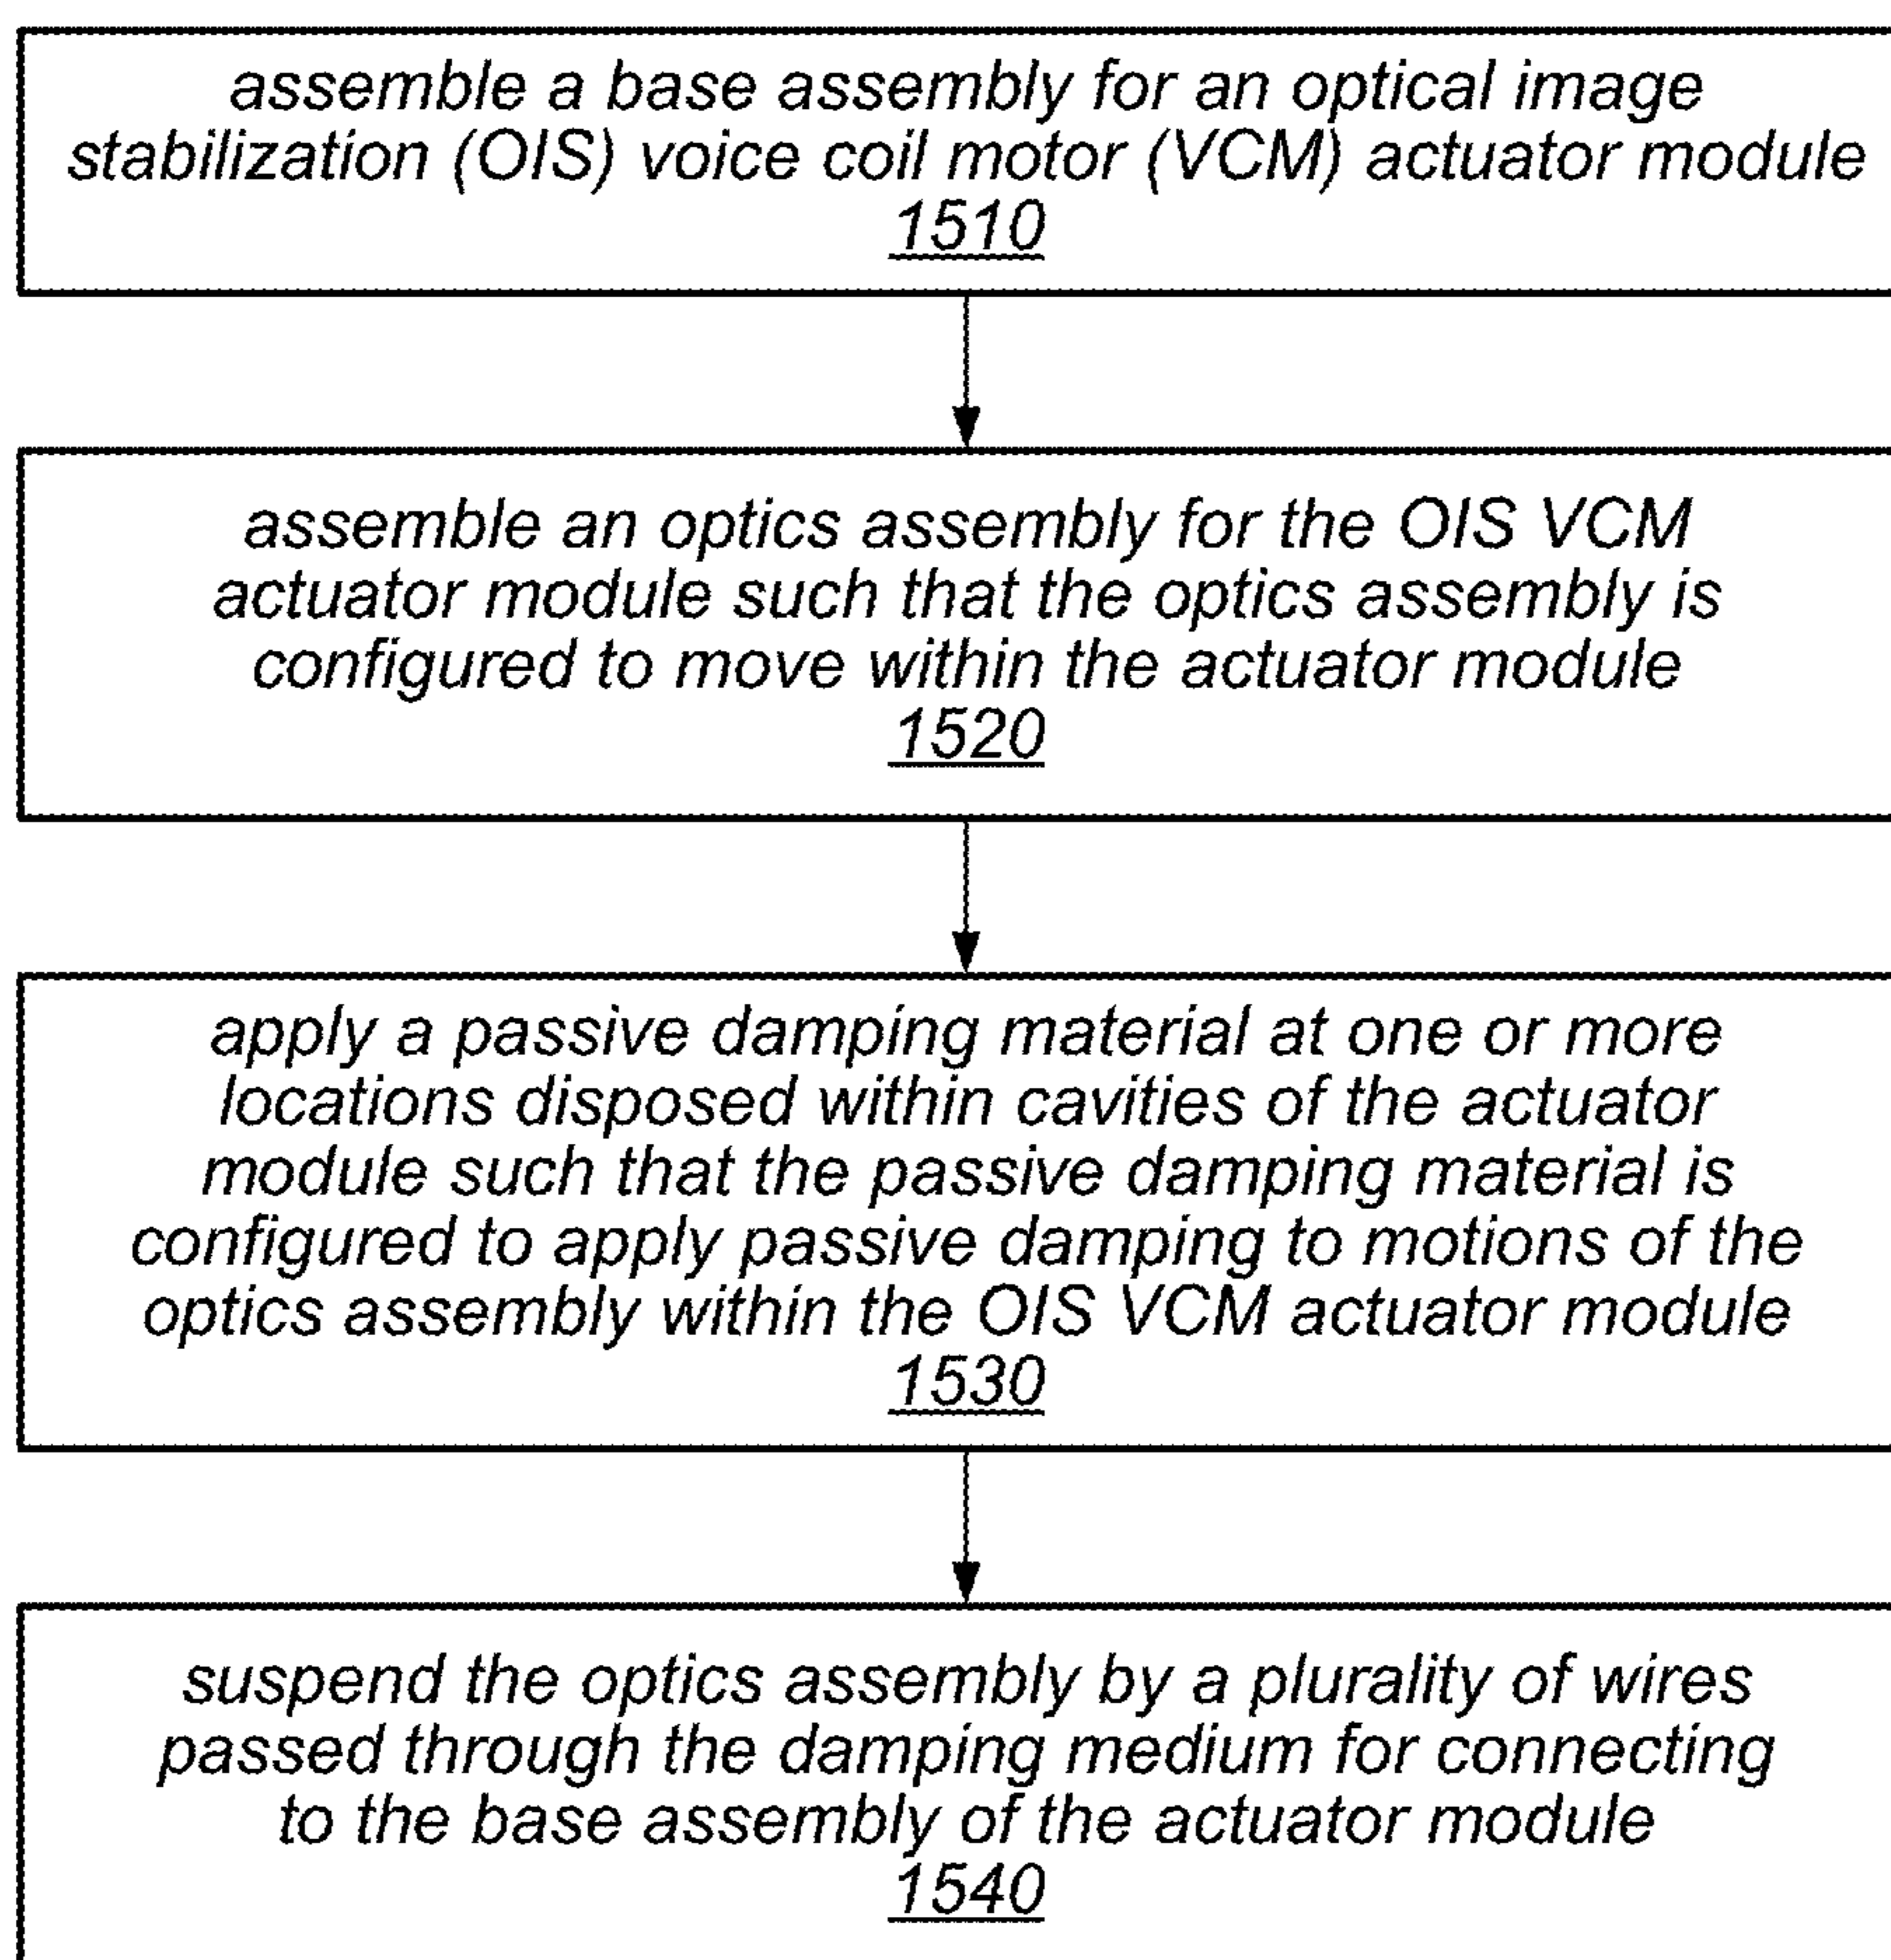 assemble a base assembly for an optical image
stabilization (OIS) voice coil motor (VCM) actuator module
1510
assemble an optics assembly for the OIS VCM
actuator module such that the optics assembly is
configured to move within the actuator module
1520
apply a passive damping material at one or more
locations disposed within cavities of the actuator
module such that the passive damping material is
configured to apply passive damping to motions of the
optics assembly within the OIS VCM actuator module
1530
suspend the optics assembly by a plurality of wires
passed through the damping medium for connecting
to the base assembly of the actuator module
1540